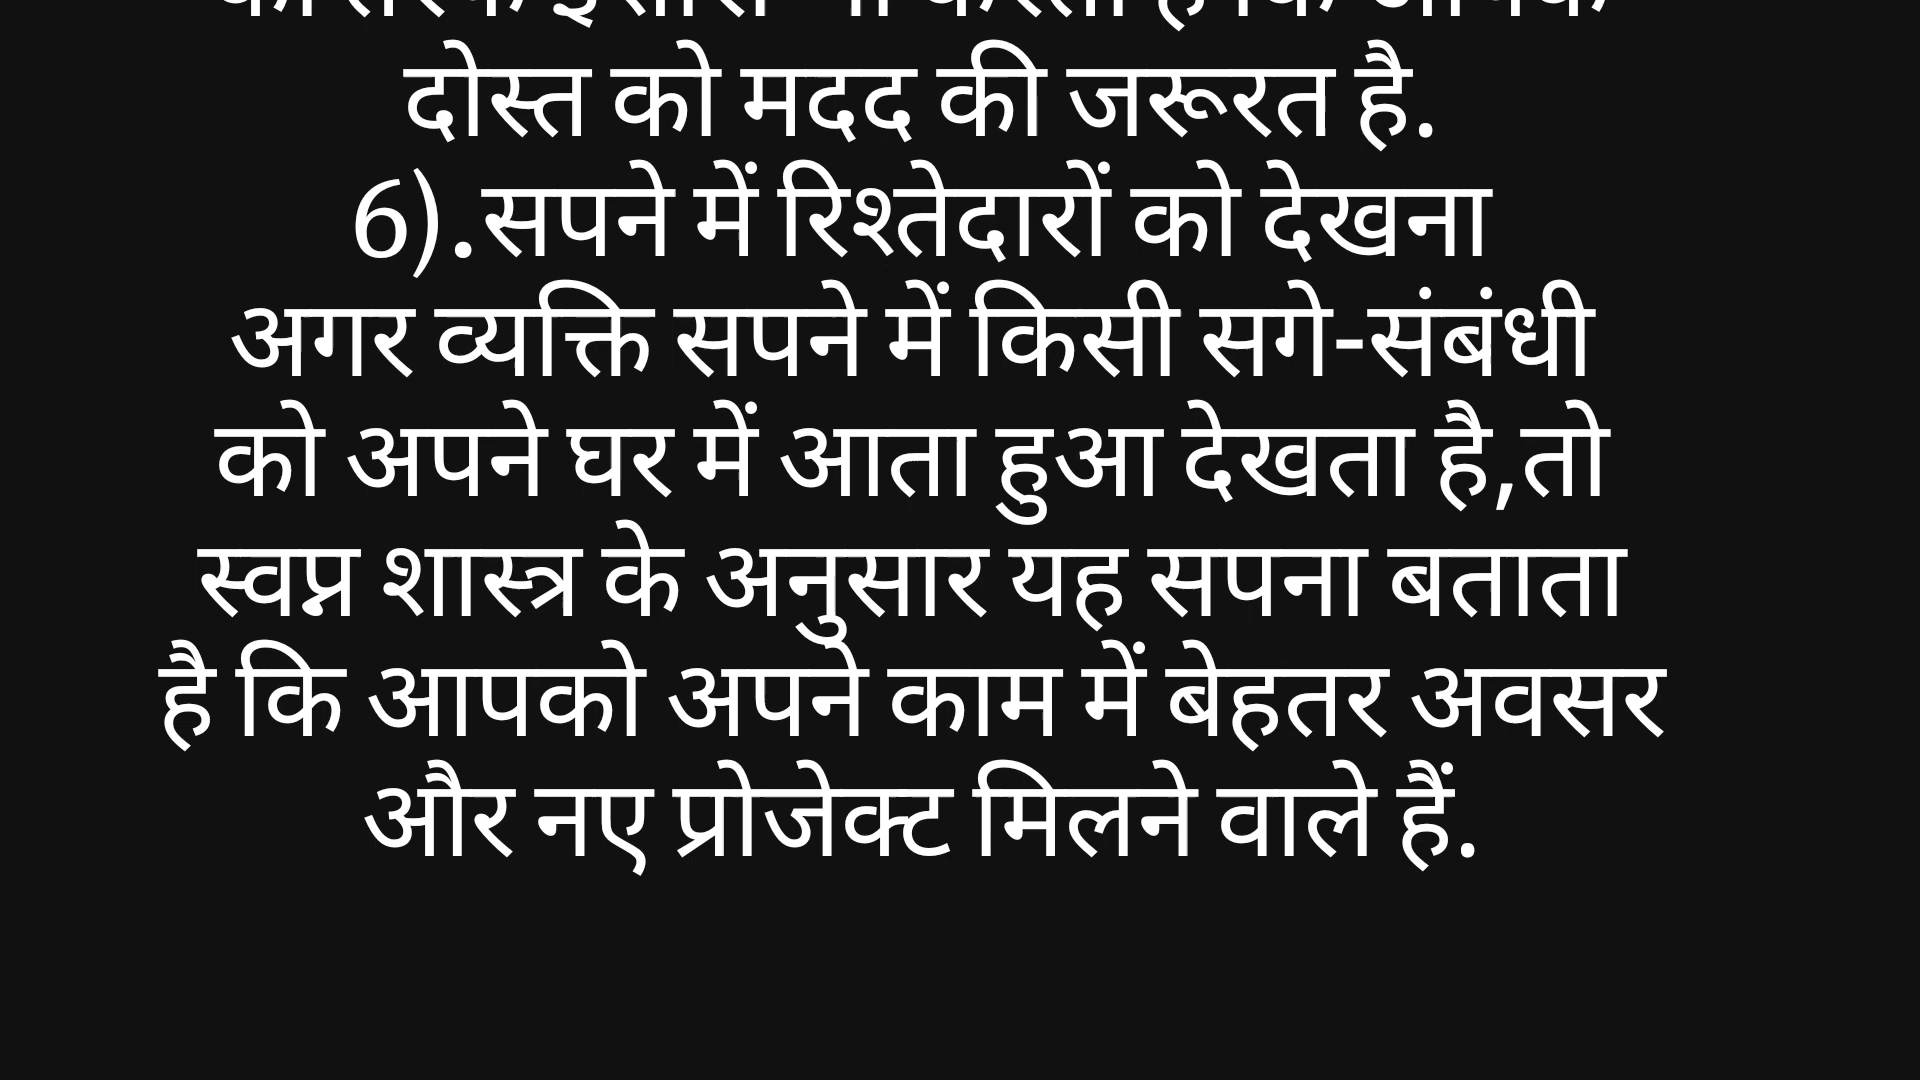 दोस्त को मदद की जरूरत है.
6).सपने में रिश्तेदारों को देखना
अगर व्यक्ति सपने में किसी सगे-संबंधी
को अपने घर में आता हुआ देखता है,तो
स्वप्न शास्त्र के अनुसार यह सपना बताता
है कि आपको अपने काम में बेहतर अवसर
और नए प्रोजेक्ट मिलने वाले हैं.